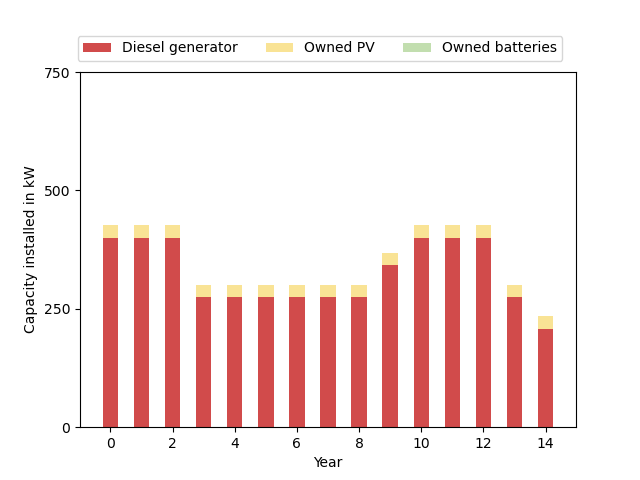 Diesel generator Owned PV Owned batteries
750
500
250
0
Capacity installed in kW
0 2 4 6 8 10 12 14
Year